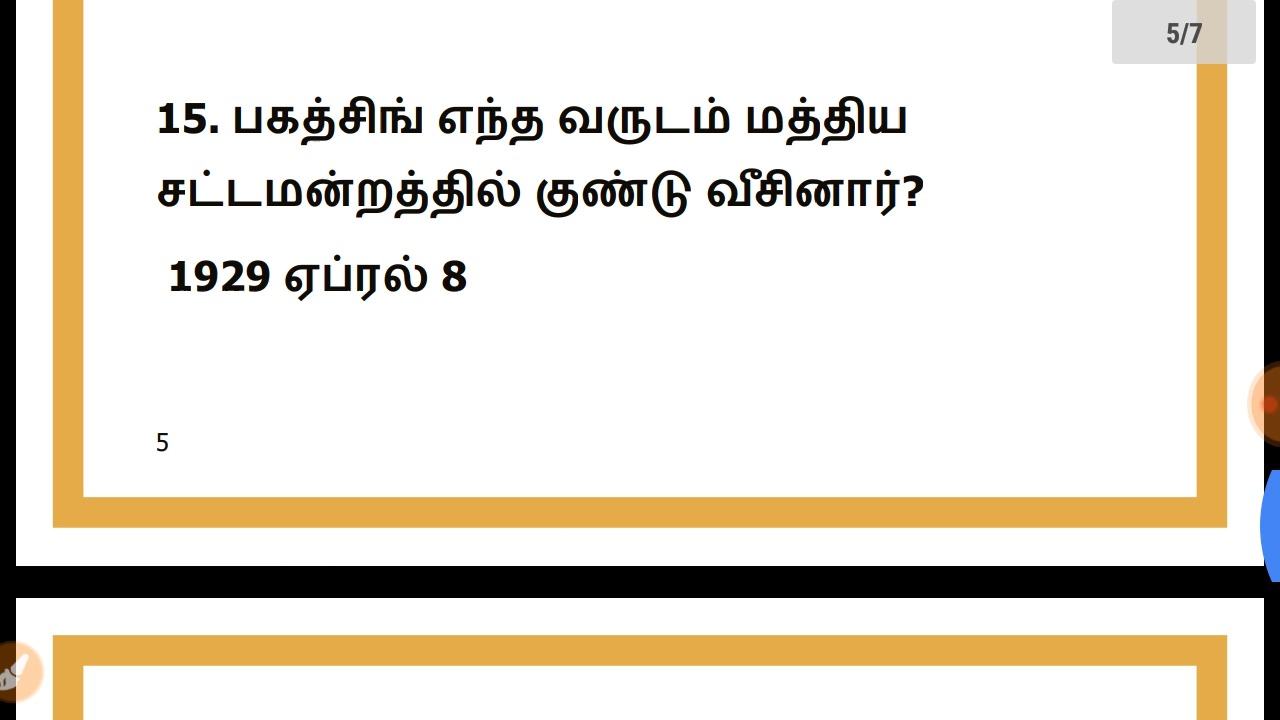 5/7
15. பகத்சிங் எந்த வருடம் மத்திய
சட்டமன்றத்தில் குண்டு வீசினார்?
1929 ஏப்ரல் 8
5